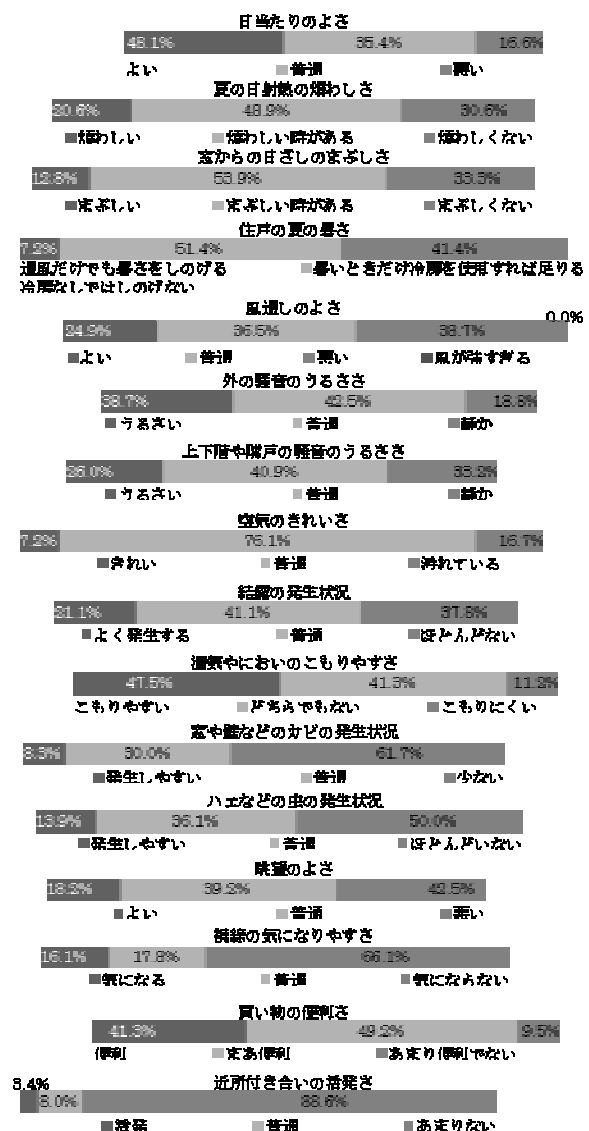 日当たりのよさ
48.1% 35.4% 16.6%
よい ■普通 ■悪い
夏の日射熱の煩わしさ
20.6% 48.9% 30.6%
■煩わしい ■煩わしい時がある ■煩わしくない
窓からの日ざしのまぶしさ
12.8% 53.9% 33.3%
■まぶしい ■まぶしい時がある ■まぶしくない
住戸の夏の暑さ
7.2% 51.4% 41.4%
通風だけでも暑さをしのげる ■暑いときだけ冷房を使用すれば足りる
冷房なしではしのげない
風通しのよさ
0.0%
24.9% 36.5% 38.7%
■よい ■普通 ■悪い ■風が強すぎる
外の騒音のうるささ
38.7% 42.5% 18.8%
■うるさい ■普通 ■静か
上下階や隣戸の騒音のうるささ
26.0% 40.9% 33.2%
■うるさい ■普通 ■静か
空気のきれいさ
7.2% 76.1% 16.7%
■きれい ■普通 ■汚れている
結露の発生状況
21.1% 41.1% 37.8%
■よく発生する ■普通 ■ほとんどない
湿気やにおいのこもりやすさ
47.5% 41.3% 11.2%
こもりやすい ■どちらでもない ■こもりにくい
窓や壁などのカビの発生状況
8.3% 30.0% 61.7%
■発生しやすい ■普通 ■少ない
ハエなどの虫の発生状況
13.9% 36.1% 50.0%
■発生しやすい ■普通 ■ほとんどいない
眺望のよさ
18.2% 39.2% 42.5%
■よい ■普通 ■悪い
視線の気になりやすさ
16.1% 17.8% 66.1%
■気になる ■普通 ■気にならない
買い物の便利さ
41.3% 49.2% 9.5%
便利 ■まあ便利 ■あまり便利でない
近所付き合いの活発さ
3.4%
8.0% 88.6%
■活発 ■普通 ■あまりない